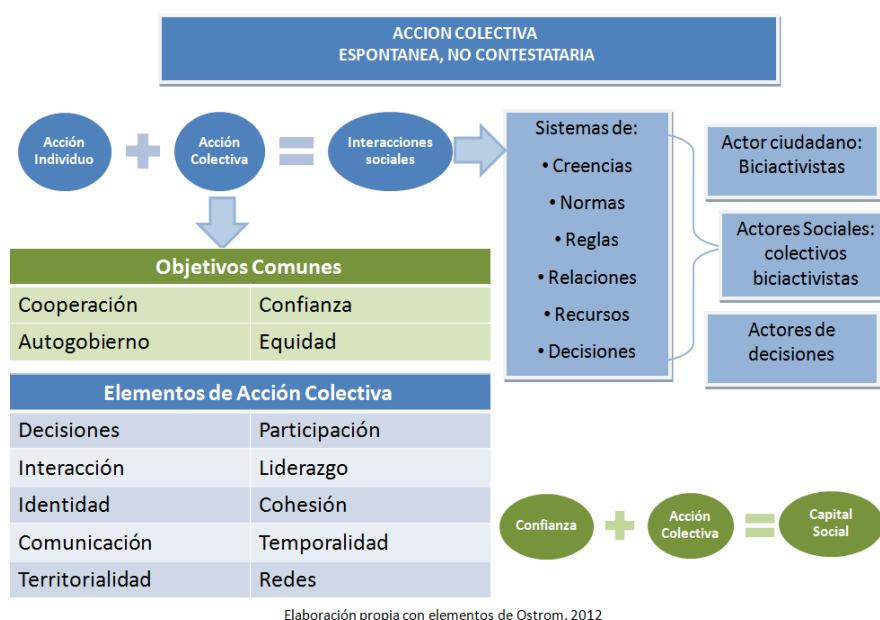 ACCION COLECTIVA
ESPONTANEA, NO CONTESTATARIA
Acción
Individuo
Acción
Colectiva
Interacciones
sociales
Sistemas de:
• Creencias
• Normas
• Reglas
• Relaciones
• Recursos
• Decisiones
Actor ciudadano:
Biciactivistas
Actores Sociales:
colectivos
biciactivistas
Actores de
decisiones
Objetivos Comunes
Cooperación Confianza
Autogobierno Equidad
Elementos de Acción Colectiva
Decisiones Participación
Interacción Liderazgo
Identidad Cohesión
Comunicación Temporalidad
Territorialidad Redes
Confianza
Acción
Colectiva
Capital
Social
Elaboración propia con elementos de Ostrom. 2012